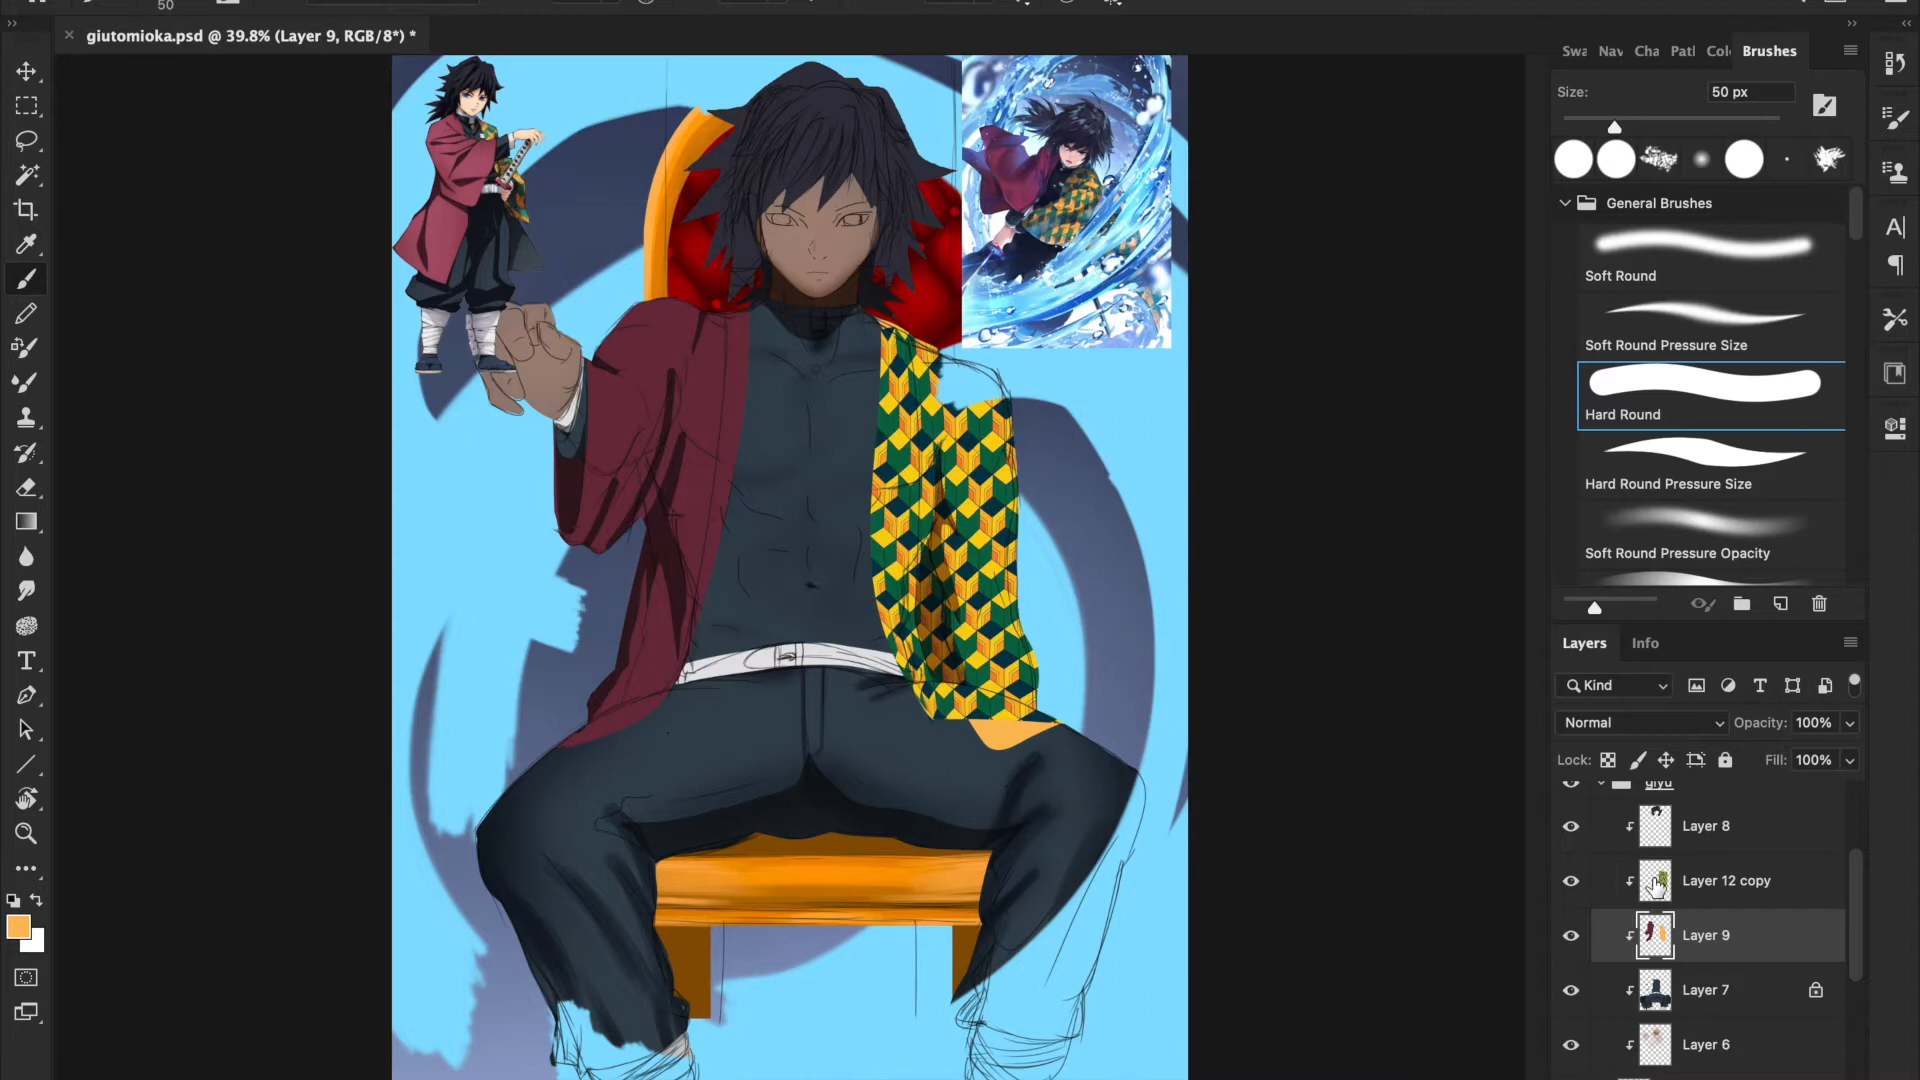 50
giutomioka.psd @ 39.8% (Layer 9, RGB/8*) *
Swa Nav Cha Patl Colo Brushes
Size: 50 px
General Brushes
Soft Round
Soft Round Pressure Size
Hard Round
Hard Round Pressure Size
Soft Round Pressure Opacity
Layers Info
Kind
Normal Opacity: 100%
Lock: Fill: 100%
giyu
Layer 8
Layer 12 copy
Layer 9
Layer 7
Layer 6